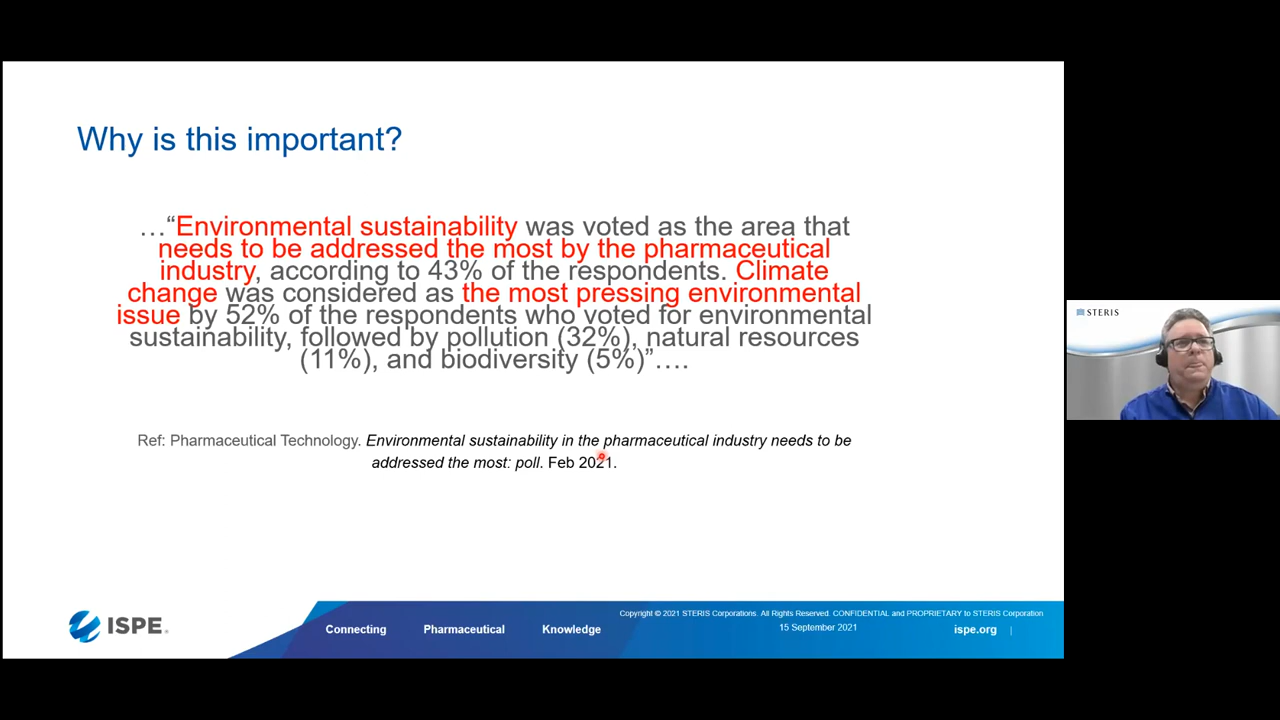 Why is this important?
…“Environmental sustainability was voted as the area that
needs to be addressed the most by the pharmaceutical
industry, according to 43% of the respondents. Climate
change was considered as the most pressing environmental
issue by 52% of the respondents who voted for environmental
sustainability, followed by pollution (32%), natural resources
(11%), and biodiversity (5%)”….
Ref: Pharmaceutical Technology. Environmental sustainability in the pharmaceutical industry needs to be
addressed the most: poll. Feb 2021.
STERIS
ISPE
Connecting Pharmaceutical Knowledge
Copyright © 2021 STERIS Corporations. All Rights Reserved. CONFIDENTIAL and PROPRIETARY to STERIS Corporation
15 September 2021
ispe.org |